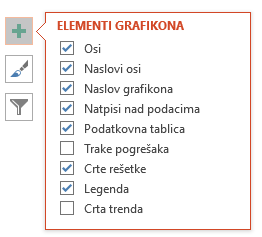 ELEMENTI GRAFIKONA
Osi
Naslovi osi
Naslov grafikona
Natpisi nad podacima
Podatkovna tablica
Trake pogrešaka
Crte rešetke
Legenda
Crta trenda